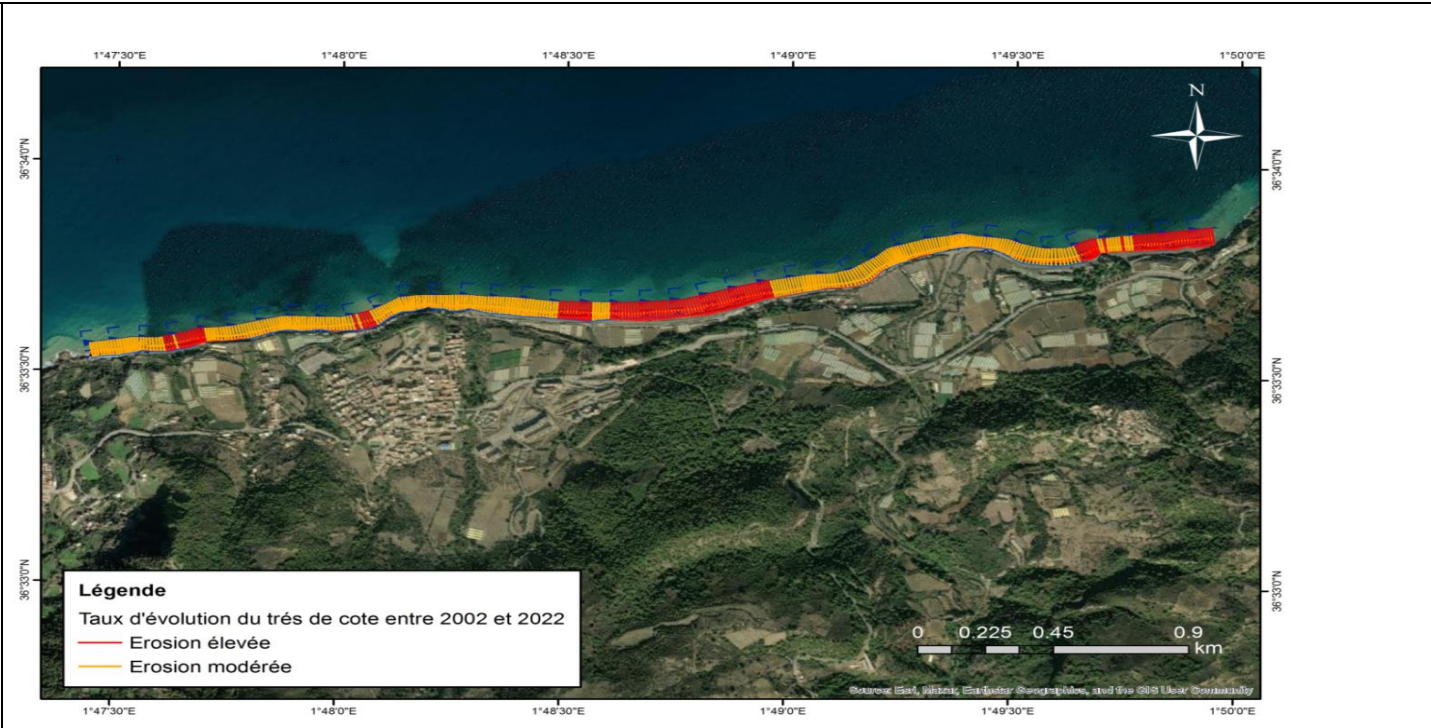 1°47'30"E 1°48'0"E 1°48'30"E 1°49'0"E 1°49'30"E 1°50'0"E
N
36°34'0"N
36°34'0"N
36°33'30"N
36°33'30"N
36°33'0"N
36°33'0"N
Légende
Taux d'évolution du trés de cote entre 2002 et 2022
Erosion élevée
Erosion modérée
0 0.225 0.45 0.9
km
Source: Esri, Maxar, Earthstar Geographics, and the GIS User Community
1°47'30"E 1°48'0"E 1°48'30"E 1°49'0"E 1°49'30"E 1°50'0"E